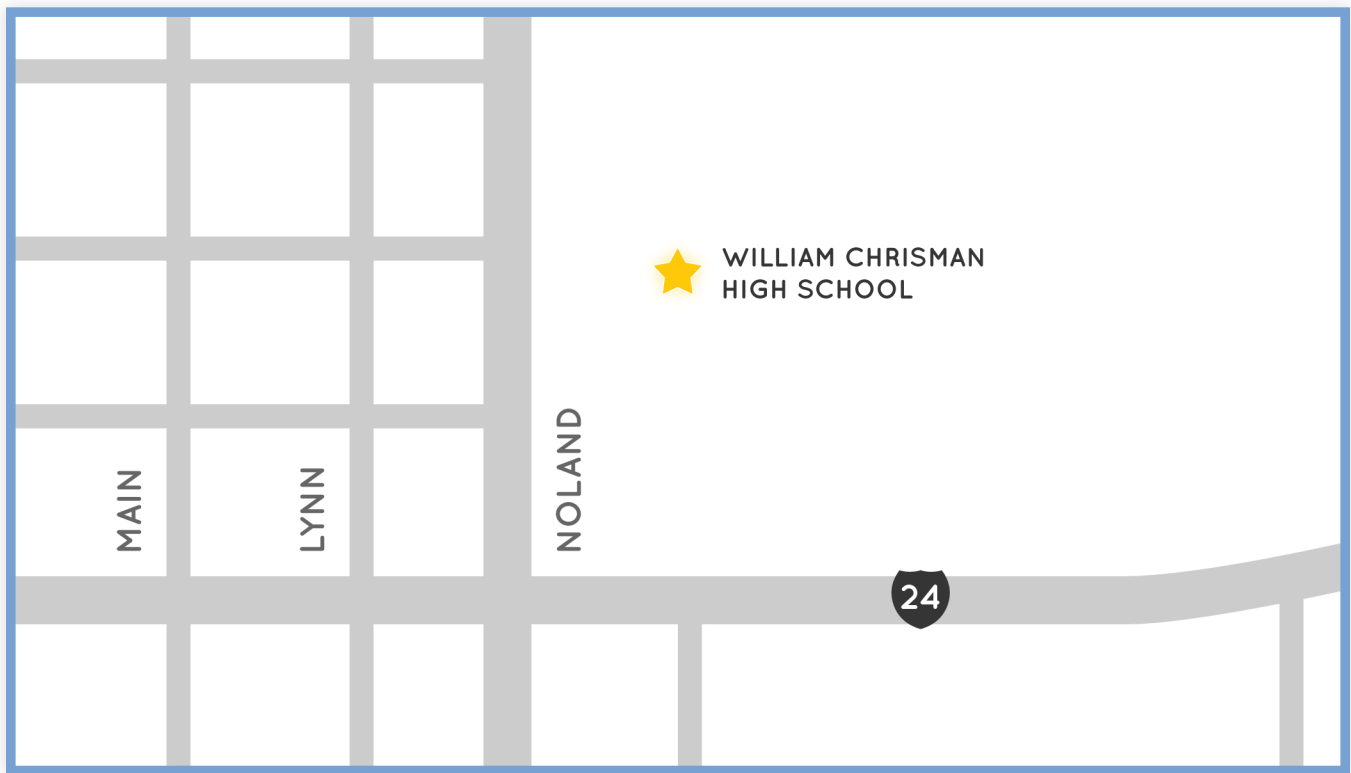 WILLIAM CHRISMAN
HIGH SCHOOL
MAIN
LYNN
NOLAND
24